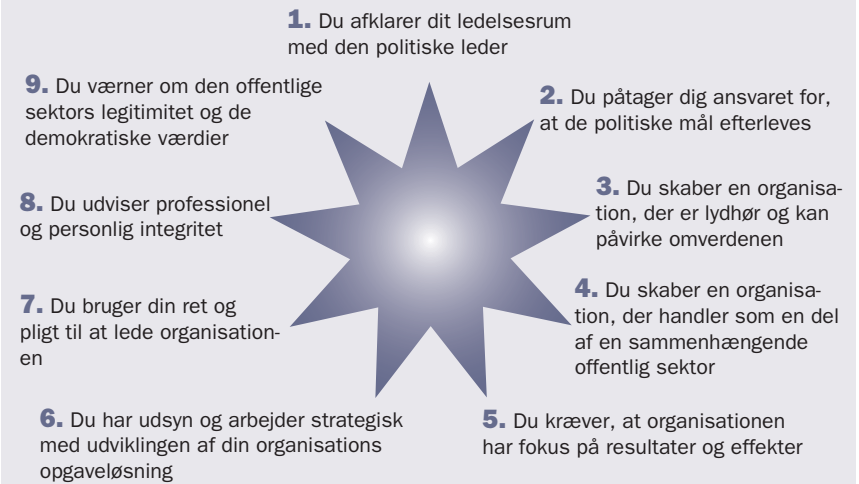 1. Du afklarer dit ledelsesrum
med den politiske leder
2. Du påtager dig ansvaret for,
at de politiske mål efterleves
3. Du skaber en organisa-
tion, der er lydhør og kan
påvirke omverdenen
4. Du skaber en organisa-
tion, der handler som en del
af en sammenhængende
offentlig sektor
5. Du kræver, at organisationen
har fokus på resultater og effekter
6. Du har udsyn og arbejder strategisk
med udviklingen af din organisations
opgaveløsning
7. Du bruger din ret og
pligt til at lede organisation-
en
8. Du udviser professionel
og personlig integritet
9. Du værner om den offentlige
sektors legitimitet og de
demokratiske værdier